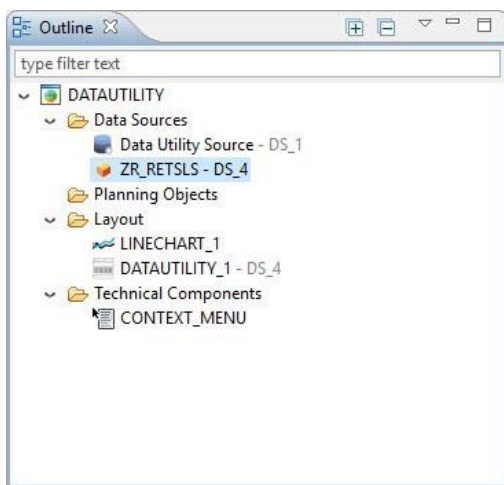 Outline
type filter text
DATAUTILITY
Data Sources
Data Utility Source - DS_1
ZR_RETSLS - DS_4
Planning Objects
Layout
LINECHART_1
DATAUTILITY_1 - DS_4
Technical Components
CONTEXT_MENU